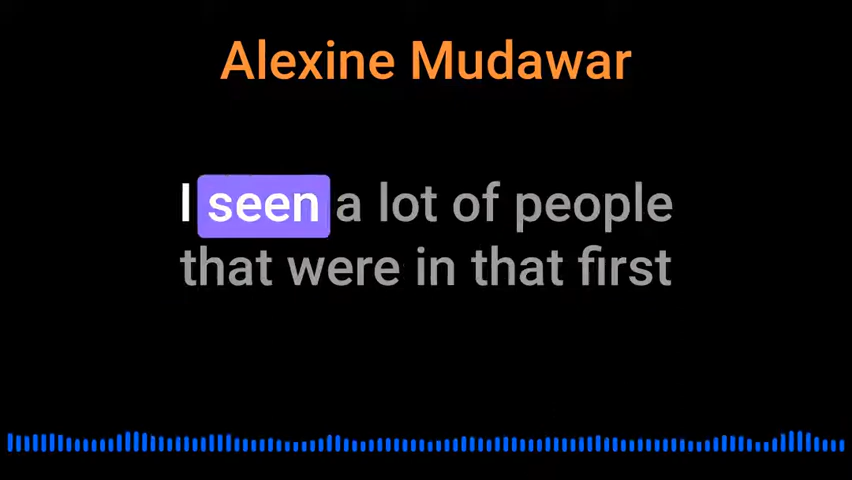 Alexine Mudawar
I seen a lot of people
that were in that first